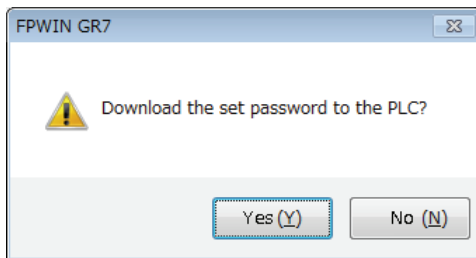 FPWIN GR7
Download the set password to the PLC?
Yes (Y)
No (N)